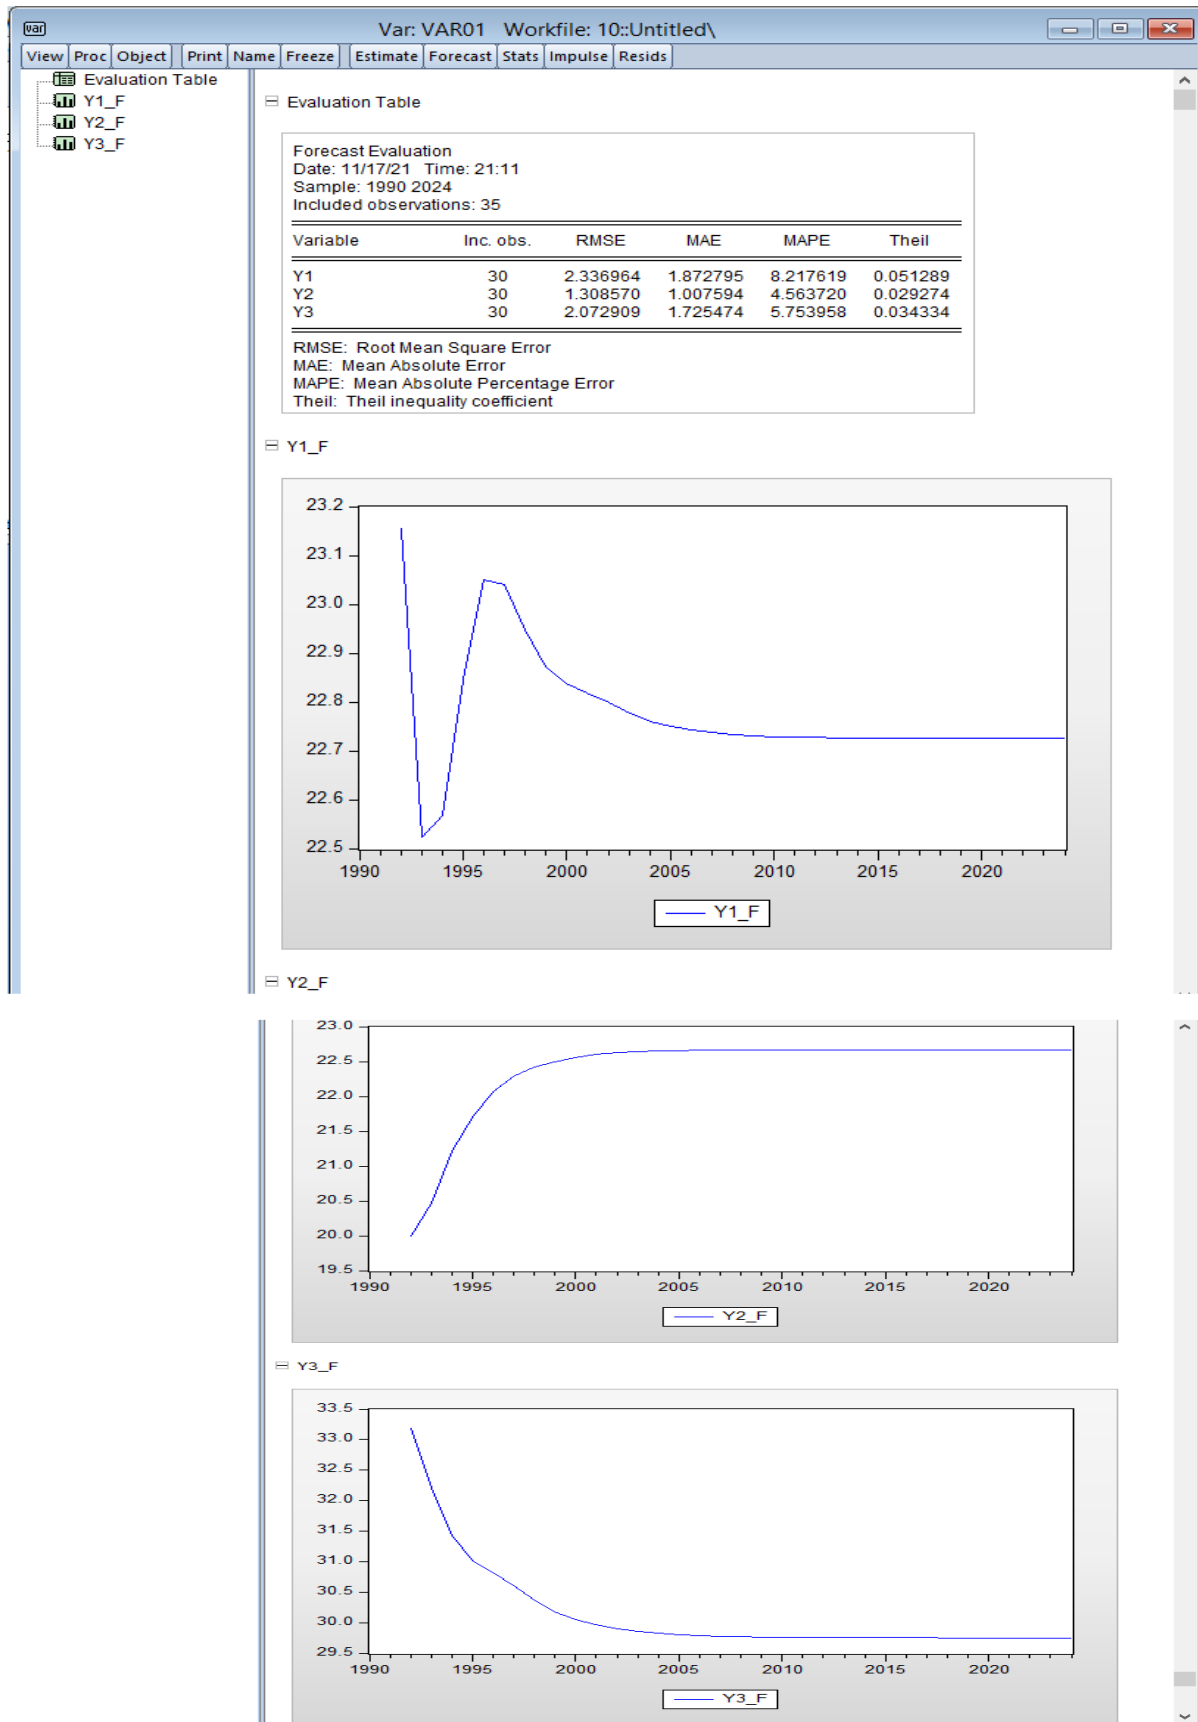 var Var: VAR01 Workfile: 10::Untitled\
View Proc Object Print Name Freeze Estimate Forecast Stats Impulse Resids
Evaluation Table
Y1_F
Y2_F
Y3_F
Evaluation Table
Forecast Evaluation
Date: 11/17/21 Time: 21:11
Sample: 1990 2024
Included observations: 35
Variable Inc. obs. RMSE MAE MAPE Theil
Y1 30 2.336964 1.872795 8.217619 0.051289
Y2 30 1.308570 1.007594 4.563720 0.029274
Y3 30 2.072909 1.725474 5.753958 0.034334
RMSE: Root Mean Square Error
MAE: Mean Absolute Error
MAPE: Mean Absolute Percentage Error
Theil: Theil inequality coefficient
Y1_F
23.2
23.1
23.0
22.9
22.8
22.7
22.6
22.5
1990 1995 2000 2005 2010 2015 2020
Y1_F
Y2_F
23.0
22.5
22.0
21.5
21.0
20.5
20.0
19.5
1990 1995 2000 2005 2010 2015 2020
Y2_F
Y3_F
33.5
33.0
32.5
32.0
31.5
31.0
30.5
30.0
29.5
1990 1995 2000 2005 2010 2015 2020
Y3_F